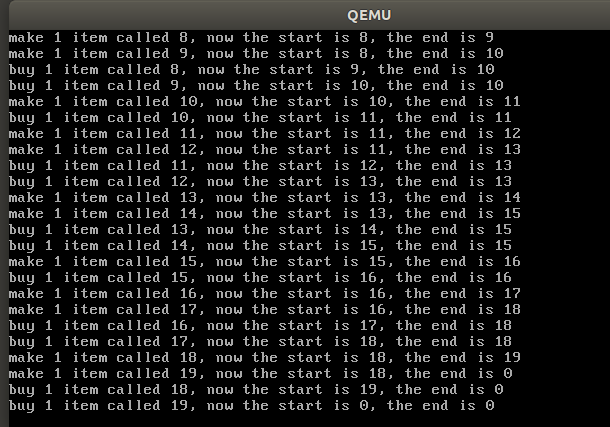 QEMU
make 1 item called 8, now the start is 8, the end is 9
make 1 item called 9, now the start is 8, the end is 10
buy 1 item called 8, now the start is 9, the end is 10
buy 1 item called 9, now the start is 10, the end is 10
make 1 item called 10, now the start is 10, the end is 11
buy 1 item called 10, now the start is 11, the end is 11
make 1 item called 11, now the start is 11, the end is 12
make 1 item called 12, now the start is 11, the end is 13
buy 1 item called 11, now the start is 12, the end is 13
buy 1 item called 12, now the start is 13, the end is 13
make 1 item called 13, now the start is 13, the end is 14
make 1 item called 14, now the start is 13, the end is 15
buy 1 item called 13, now the start is 14, the end is 15
buy 1 item called 14, now the start is 15, the end is 15
make 1 item called 15, now the start is 15, the end is 16
buy 1 item called 15, now the start is 16, the end is 16
make 1 item called 16, now the start is 16, the end is 17
make 1 item called 17, now the start is 16, the end is 18
buy 1 item called 16, now the start is 17, the end is 18
buy 1 item called 17, now the start is 18, the end is 18
make 1 item called 18, now the start is 18, the end is 19
make 1 item called 19, now the start is 18, the end is 0
buy 1 item called 18, now the start is 19, the end is 0
buy 1 item called 19, now the start is 0, the end is 0